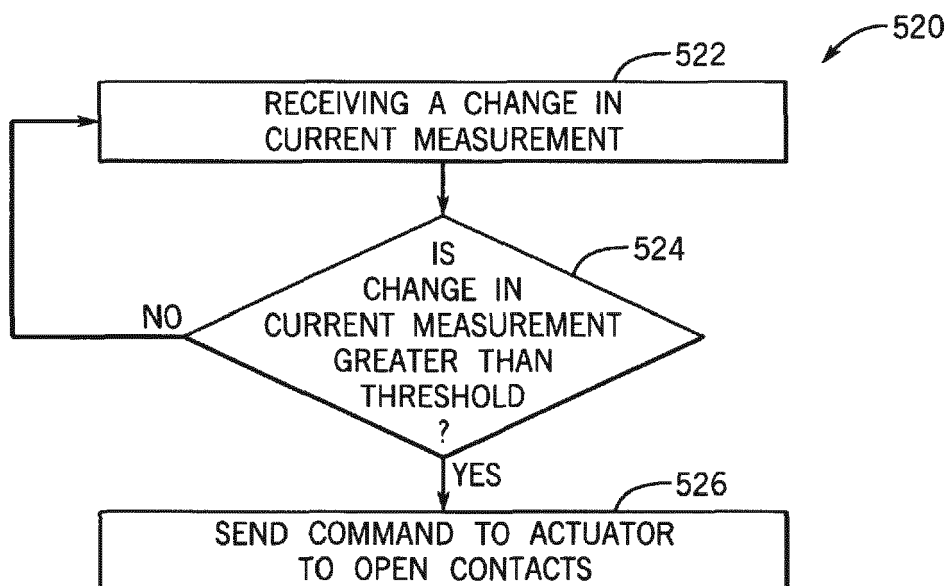 520
522
RECEIVING A CHANGE IN
CURRENT MEASUREMENT
524
IS
CHANGE IN
CURRENT MEASUREMENT
GREATER THAN
THRESHOLD
?
NO
YES
526
SEND COMMAND TO ACTUATOR
TO OPEN CONTACTS